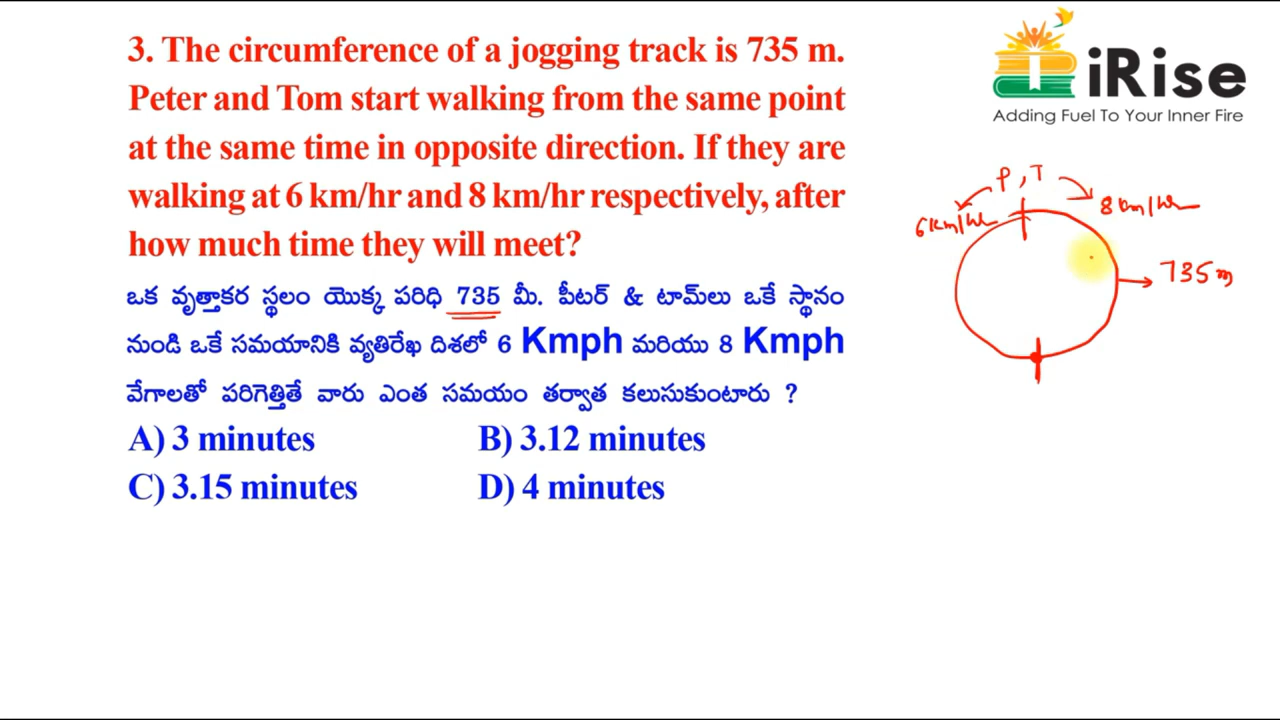 3. The circumference of a jogging track is 735 m.
Peter and Tom start walking from the same point
at the same time in opposite direction. If they are
walking at 6 km/hr and 8 km/hr respectively, after
how much time they will meet?
ఒక వృత్తాకర స్థలం యొక్క పరిధి 735 మీ. పీటర్ & టామ్‌లు ఒకే స్థానం
నుండి ఒకే సమయానికి వ్యతిరేఖ దిశలో 6 Kmph మరియు 8 Kmph
వేగాలతో పరిగెత్తితే వారు ఎంత సమయం తర్వాత కలుసుకుంటారు ?
A) 3 minutes B) 3.12 minutes
C) 3.15 minutes D) 4 minutes
iRise
Adding Fuel To Your Inner Fire
P, T
6km/hr 8km/hr
735m